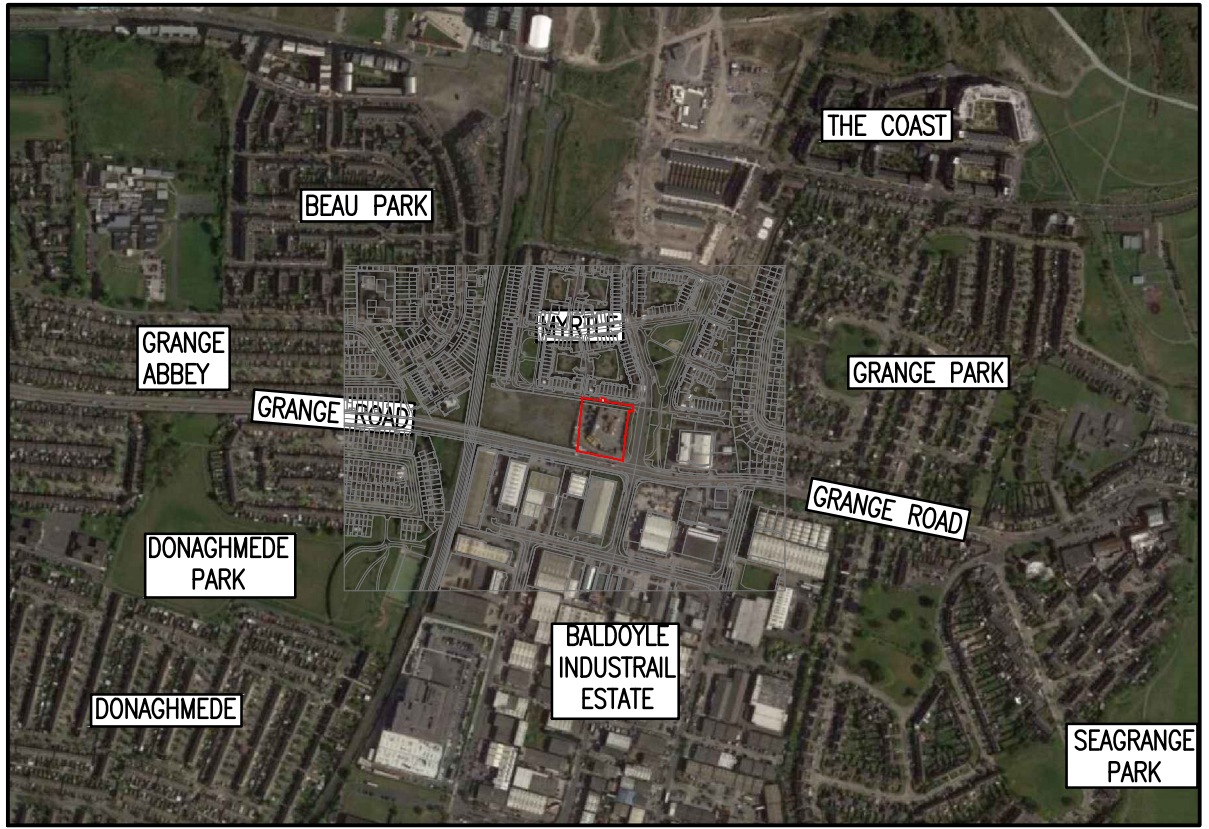 THE COAST
BEAU PARK
MYRTLE
GRANGE
ABBEY
GRANGE PARK
GRANGE ROAD
GRANGE ROAD
DONAGHMEDE
PARK
BALDOYLE
INDUSTRAIL
ESTATE
DONAGHMEDE
SEAGRANGE
PARK